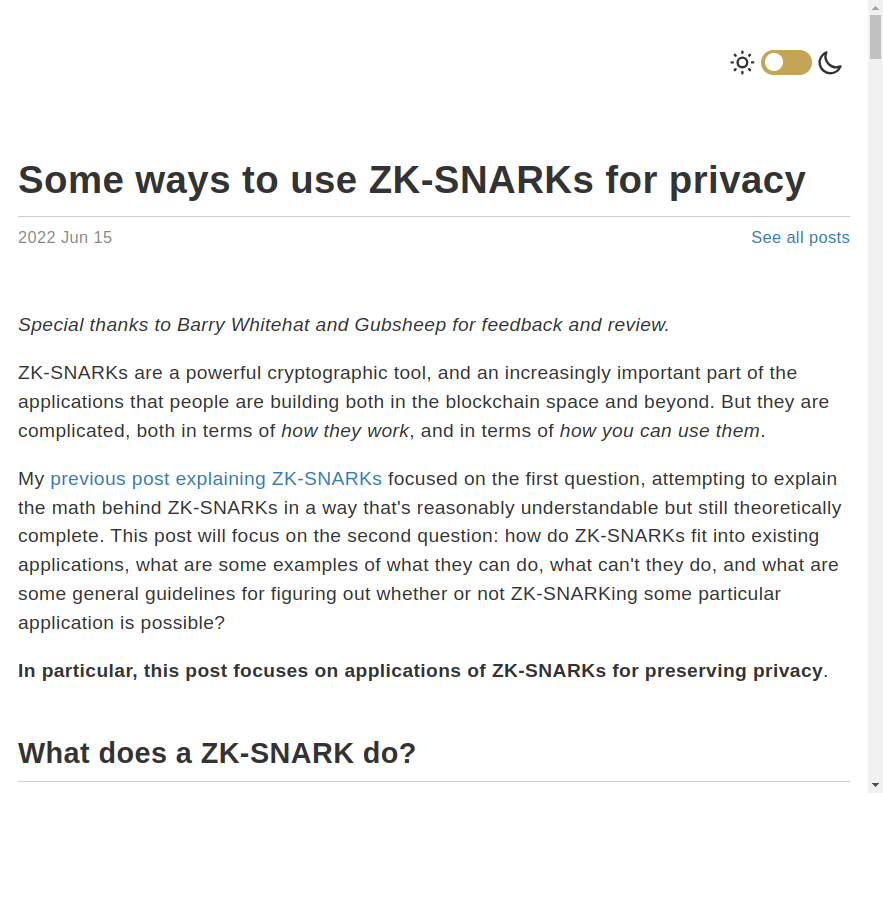 Some ways to use ZK-SNARKs for privacy
2022 Jun 15
See all posts
Special thanks to Barry Whitehat and Gubsheep for feedback and review.
ZK-SNARKs are a powerful cryptographic tool, and an increasingly important part of the
applications that people are building both in the blockchain space and beyond. But they are
complicated, both in terms of how they work, and in terms of how you can use them.
My previous post explaining ZK-SNARKs focused on the first question, attempting to explain
the math behind ZK-SNARKs in a way that's reasonably understandable but still theoretically
complete. This post will focus on the second question: how do ZK-SNARKs fit into existing
applications, what are some examples of what they can do, what can't they do, and what are
some general guidelines for figuring out whether or not ZK-SNARKing some particular
application is possible?
In particular, this post focuses on applications of ZK-SNARKs for preserving privacy.
What does a ZK-SNARK do?